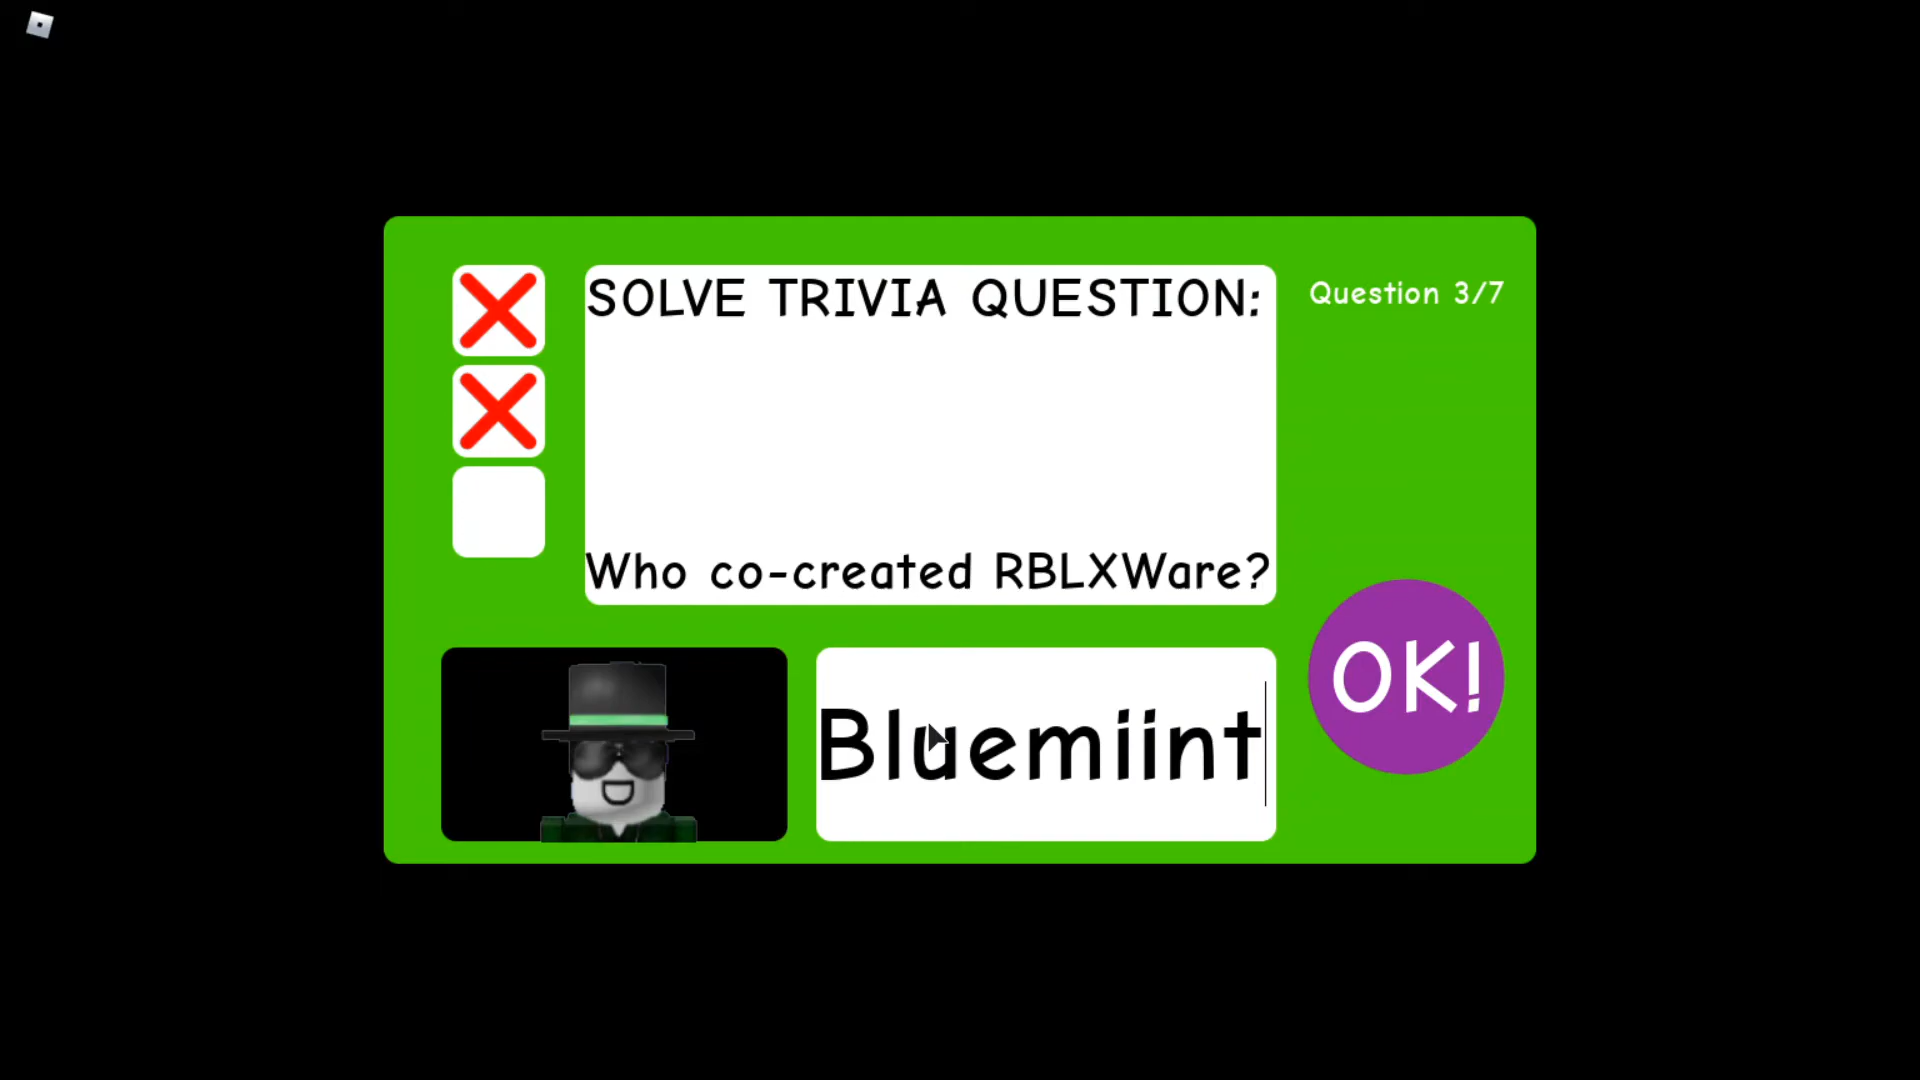 SOLVE TRIVIA QUESTION:
Question 3/7
Who co-created RBLXWare?
Bluemiint
OK!